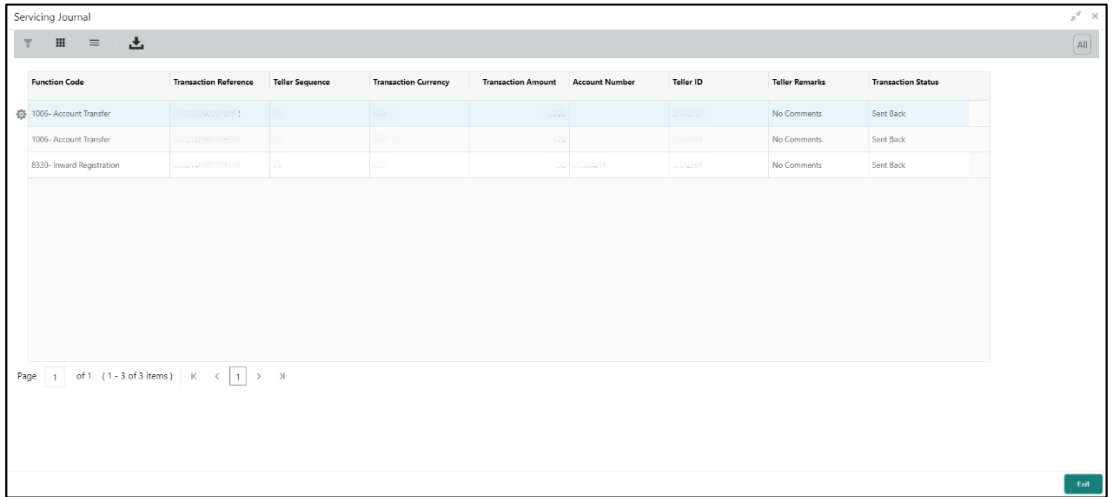 Servicing Journal
All
Function Code Transaction Reference Teller Sequence Transaction Currency Transaction Amount Account Number Teller ID Teller Remarks Transaction Status
1006- Account Transfer No Comments Sent Back
1006- Account Transfer No Comments Sent Back
8330- Inward Registration No Comments Sent Back
Page 1 of 1 (1 - 3 of 3 items) 1
Exit